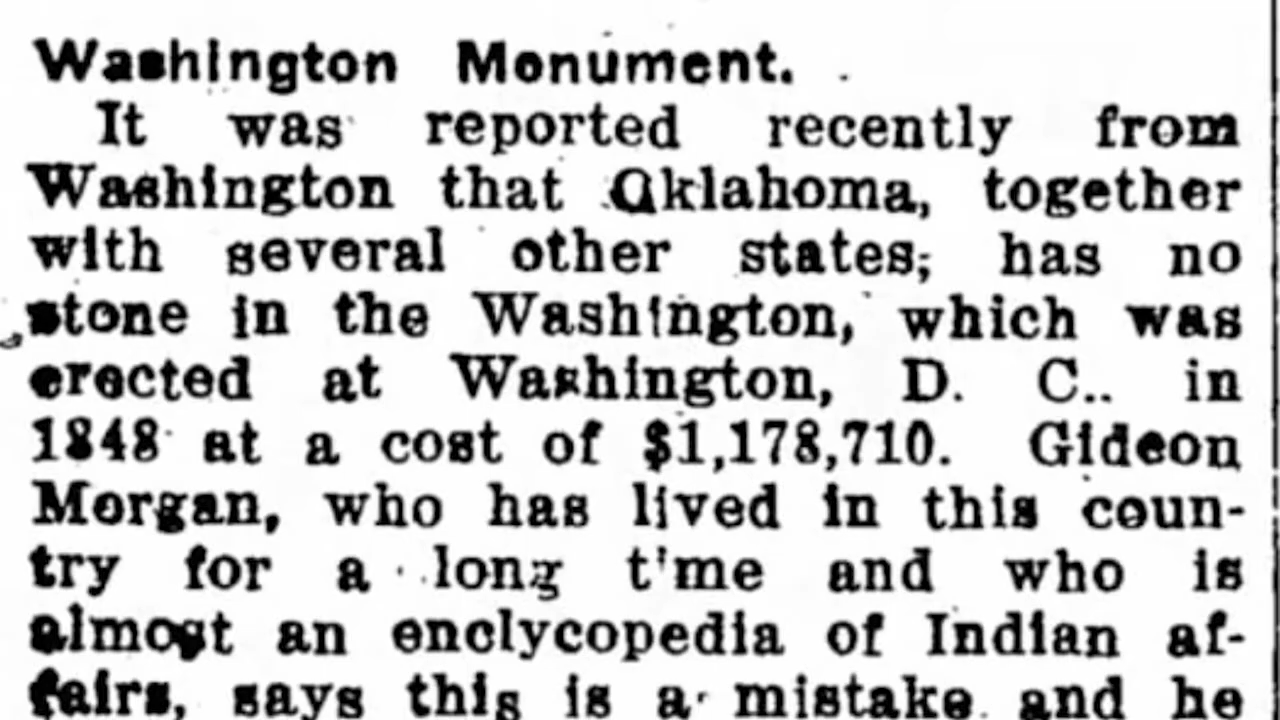 Washington Monument.
It was reported recently from
Washington that Oklahoma, together
with several other states, has no
stone in the Washington, which was
erected at Washington, D. C.. in
1848 at a cost of $1,178,710. Gideon
Morgan, who has lived in this coun-
try for a long t'me and who is
almost an enclycopedia of Indian af-
fairs, says this is a mistake and he